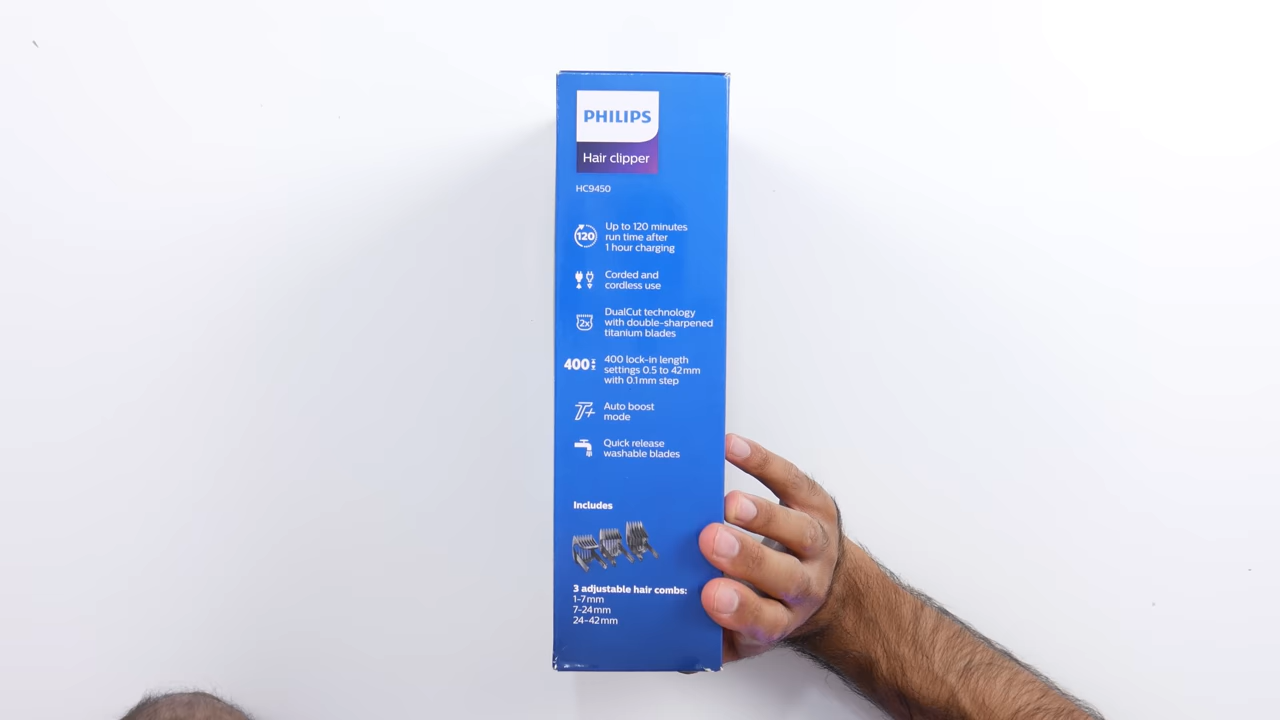 PHILIPS
Hair clipper
HC9450
120
Up to 120 minutes
run time after
1 hour charging
Corded and
cordless use
2x
DualCut technology
with double-sharpened
titanium blades
400
400 lock-in length
settings 0.5 to 42mm
with 0.1mm step
T+
Auto boost
mode
Quick release
washable blades
Includes
3 adjustable hair combs:
1-7mm
7-24mm
24-42mm